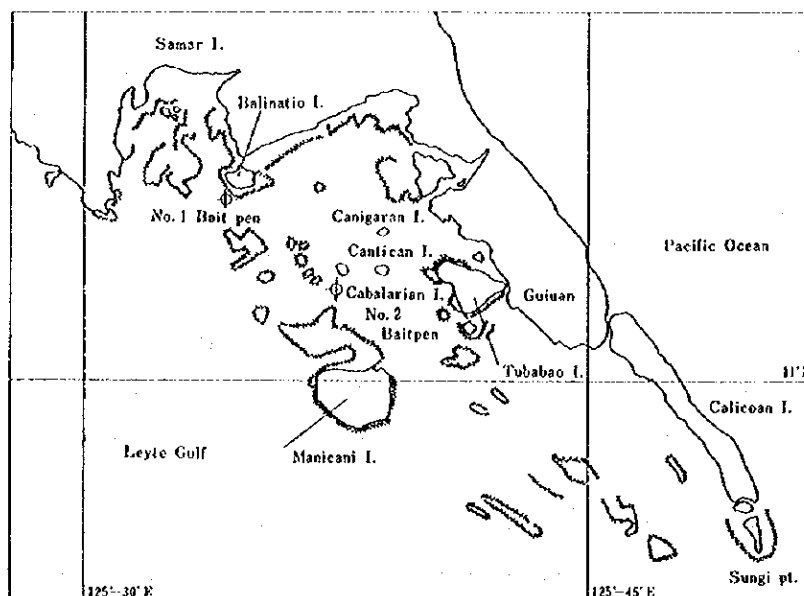 Samar I.
Balinatio I.
No. 1 Bait pen
Canigaran I.
Canlican I.
Pacific Ocean
Cabalarian I.
Guiuan
No. 2
Baitpen
Tubabao I.
Calicoan I.
Leyte Gulf
Manicani I.
Sungi pt.
125°-30' E
125°-45' E